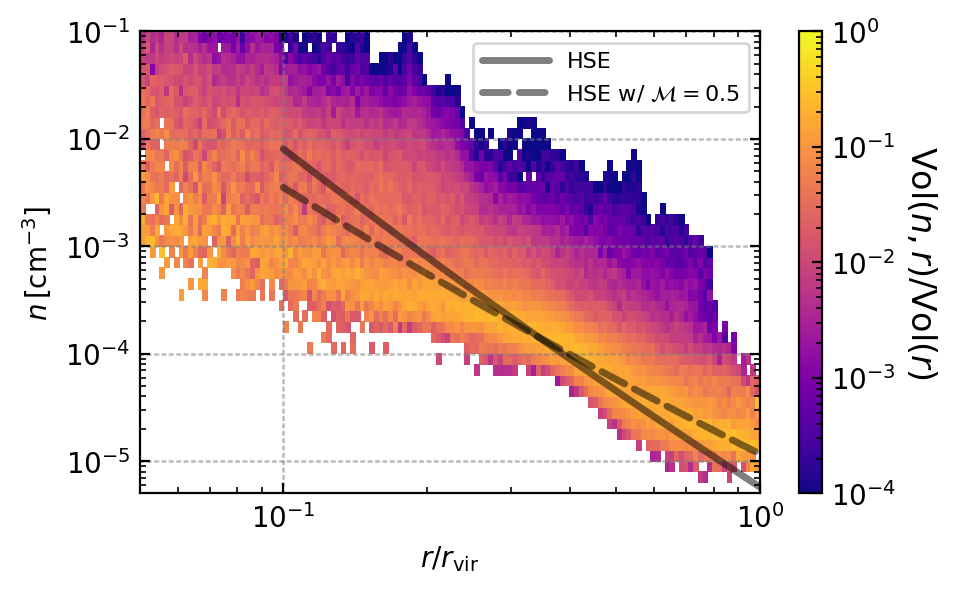 10⁻¹
10⁻²
10⁻³
10⁻⁴
10⁻⁵
n [cm⁻³]
HSE
HSE w/ ℳ = 0.5
10⁻¹
10⁰
r/r_vir
10⁰
10⁻¹
10⁻²
10⁻³
10⁻⁴
Vol(n, r)/Vol(r)